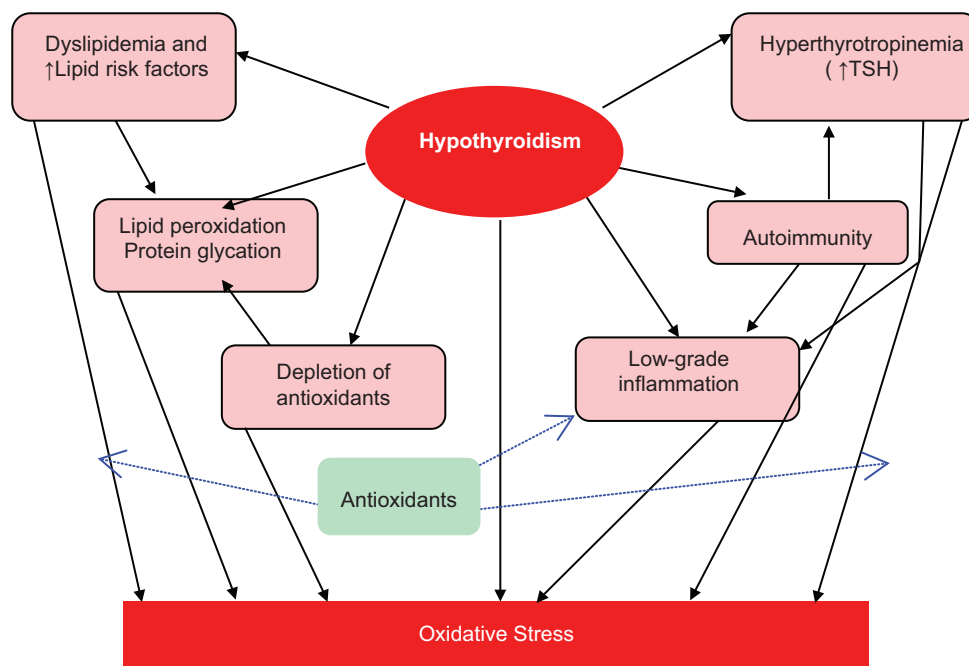 Dyslipidemia and
↑Lipid risk factors
Hyperthyrotropinemia
( ↑TSH)
Hypothyroidism
Lipid peroxidation
Protein glycation
Autoimmunity
Depletion of
antioxidants
Low-grade
inflammation
Antioxidants
Oxidative Stress